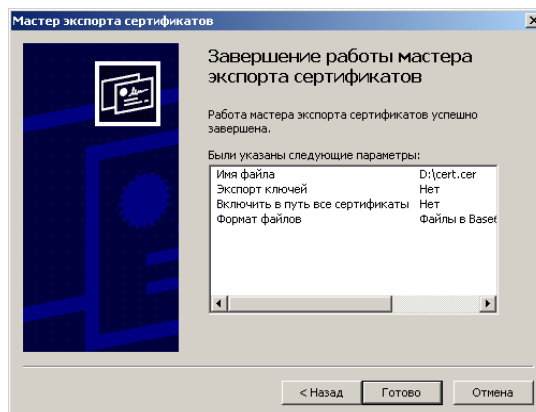 Мастер экспорта сертификатов
Завершение работы мастера
экспорта сертификатов
Работа мастера экспорта сертификатов успешно
завершена.
Были указаны следующие параметры:
Имя файла D:\cert.cer
Экспорт ключей Нет
Включить в путь все сертификаты Нет
Формат файлов Файлы в Base6
< Назад Готово Отмена